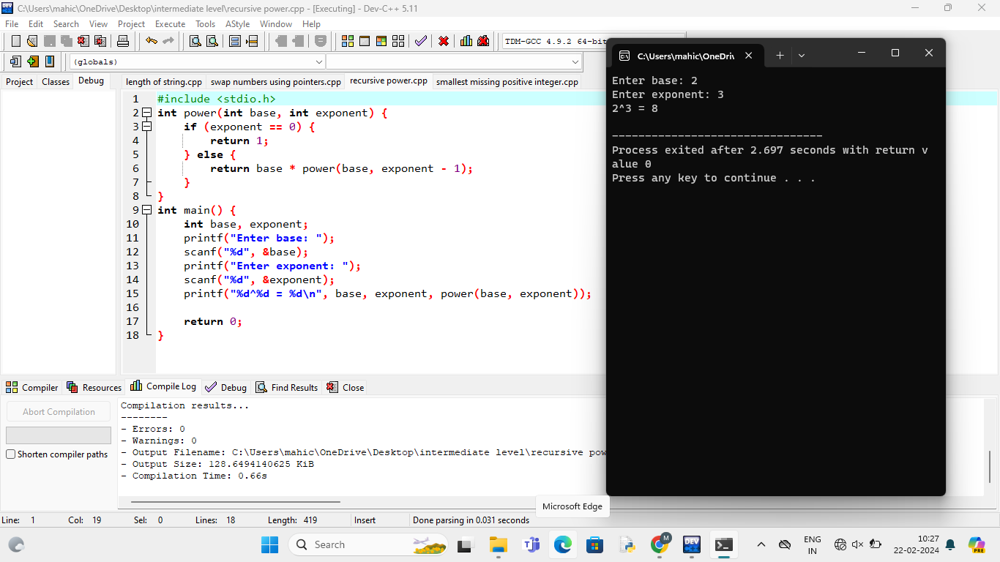 C:\Users\mahic\OneDrive\Desktop\intermediate level\recursive power.cpp - [Executing] - Dev-C++ 5.11
File Edit Search View Project Execute Tools AStyle Window Help
TDM-GCC 4.9.2 64-bit
(globals)
Project Classes Debug
length of string.cpp swap numbers using pointers.cpp recursive power.cpp smallest missing positive integer.cpp
1 #include <stdio.h>
2 int power(int base, int exponent) {
3 if (exponent == 0) {
4 return 1;
5 } else {
6 return base * power(base, exponent - 1);
7 }
8 }
9 int main() {
10 int base, exponent;
11 printf("Enter base: ");
12 scanf("%d", &base);
13 printf("Enter exponent: ");
14 scanf("%d", &exponent);
15 printf("%d^%d = %d\n", base, exponent, power(base, exponent));
16
17 return 0;
18 }
C:\Users\mahic\OneDri
Enter base: 2
Enter exponent: 3
2^3 = 8
--------------------------------
Process exited after 2.697 seconds with return v
alue 0
Press any key to continue . . .
Compiler Resources Compile Log Debug Find Results Close
Abort Compilation
Shorten compiler paths
Compilation results...
--------
- Errors: 0
- Warnings: 0
- Output Filename: C:\Users\mahic\OneDrive\Desktop\intermediate level\recursive pow
- Output Size: 128.6494140625 KiB
- Compilation Time: 0.66s
Microsoft Edge
Line: 1 Col: 19 Sel: 0 Lines: 18 Length: 419 Insert Done parsing in 0.031 seconds
Search
DEV
M
ENG
IN
10:27
22-02-2024
PRE